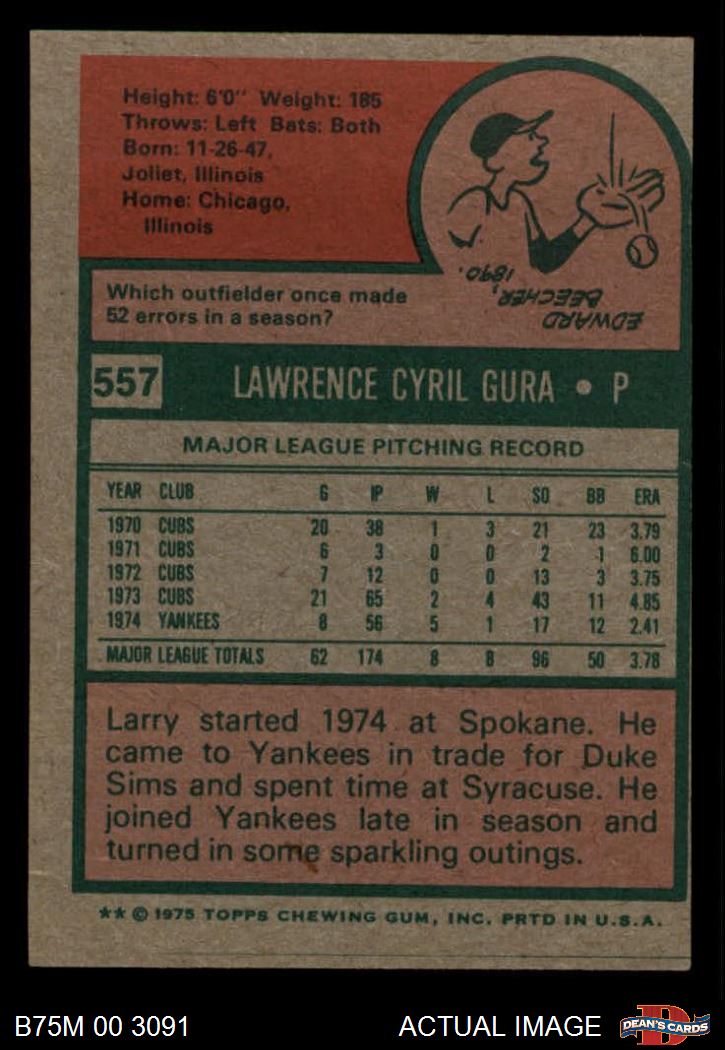 Height: 6'0" Weight: 185
Throws: Left Bats: Both
Born: 11-26-47,
Joliet, Illinois
Home: Chicago,
Illinois
Which outfielder once made
52 errors in a season?
EDWARD
BEECHER,
1890.
557 LAWRENCE CYRIL GURA • P
MAJOR LEAGUE PITCHING RECORD
YEAR CLUB G IP W L SO BB ERA
1970 CUBS 20 38 1 3 21 23 3.79
1971 CUBS 6 3 0 0 2 1 6.00
1972 CUBS 7 12 0 0 13 3 3.75
1973 CUBS 21 65 2 4 43 11 4.85
1974 YANKEES 8 56 5 1 17 12 2.41
MAJOR LEAGUE TOTALS 62 174 8 8 96 50 3.78
Larry started 1974 at Spokane. He
came to Yankees in trade for Duke
Sims and spent time at Syracuse. He
joined Yankees late in season and
turned in some sparkling outings.
** © 1975 TOPPS CHEWING GUM, INC. PRTD IN U.S.A.
B75M 00 3091 ACTUAL IMAGE DEAN'S CARDS